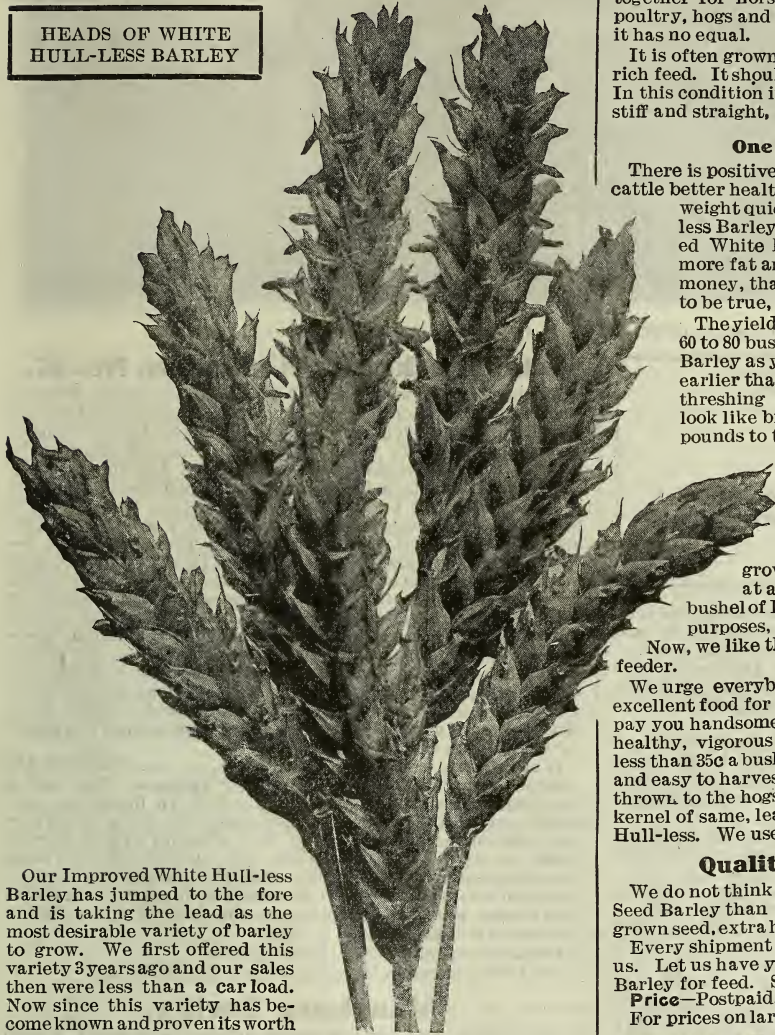 HEADS OF WHITE
HULL-LESS BARLEY
Our Improved White Hull-less
Barley has jumped to the fore
and is taking the lead as the
most desirable variety of barley
to grow. We first offered this
variety 3 years ago and our sales
then were less than a car load.
Now since this variety has be-
come known and proven its worth
together for hors
poultry, hogs and
it has no equal.
It is often grown
rich feed. It shoul
In this condition i
stiff and straight,
One
There is positive
cattle better healt
weight quic
less Barley
ed White H
more fat an
money, tha
to be true,
The yield
60 to 80 bus
Barley as y
earlier tha
threshing
look like b
pounds to t
grov
at a
bushel of
purposes,
Now, we like th
feeder.
We urge everyb
excellent food for
pay you handsome
healthy, vigorous
less than 35c a bush
and easy to harves
thrown to the hogs
kernel of same, lea
Hull-less. We use
Qualit
We do not think
Seed Barley than
grown seed, extra h
Every shipment
us. Let us have y
Barley for feed. S
Price—Postpaid
For prices on lar